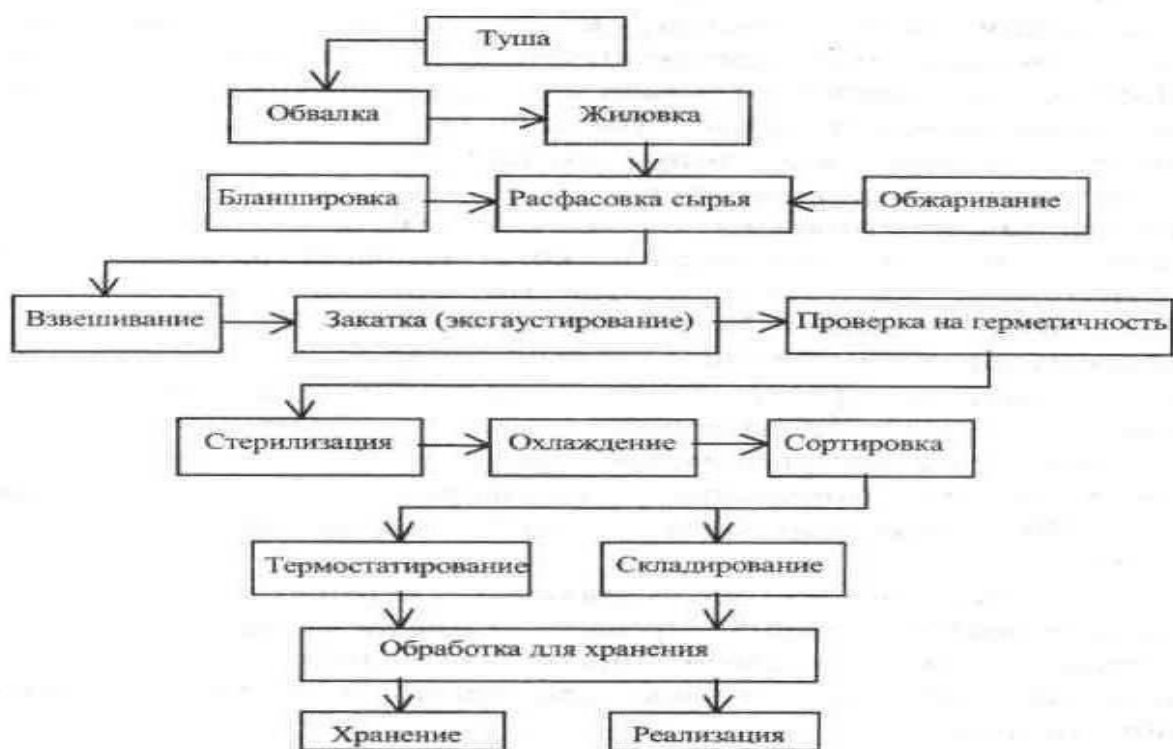 Туша
Обвалка
Жиловка
Бланшировка
Расфасовка сырья
Обжаривание
Взвешивание
Закатка (эксгаустирование)
Проверка на герметичность
Стерилизация
Охлаждение
Сортировка
Термостатирование
Складирование
Обработка для хранения
Хранение
Реализация